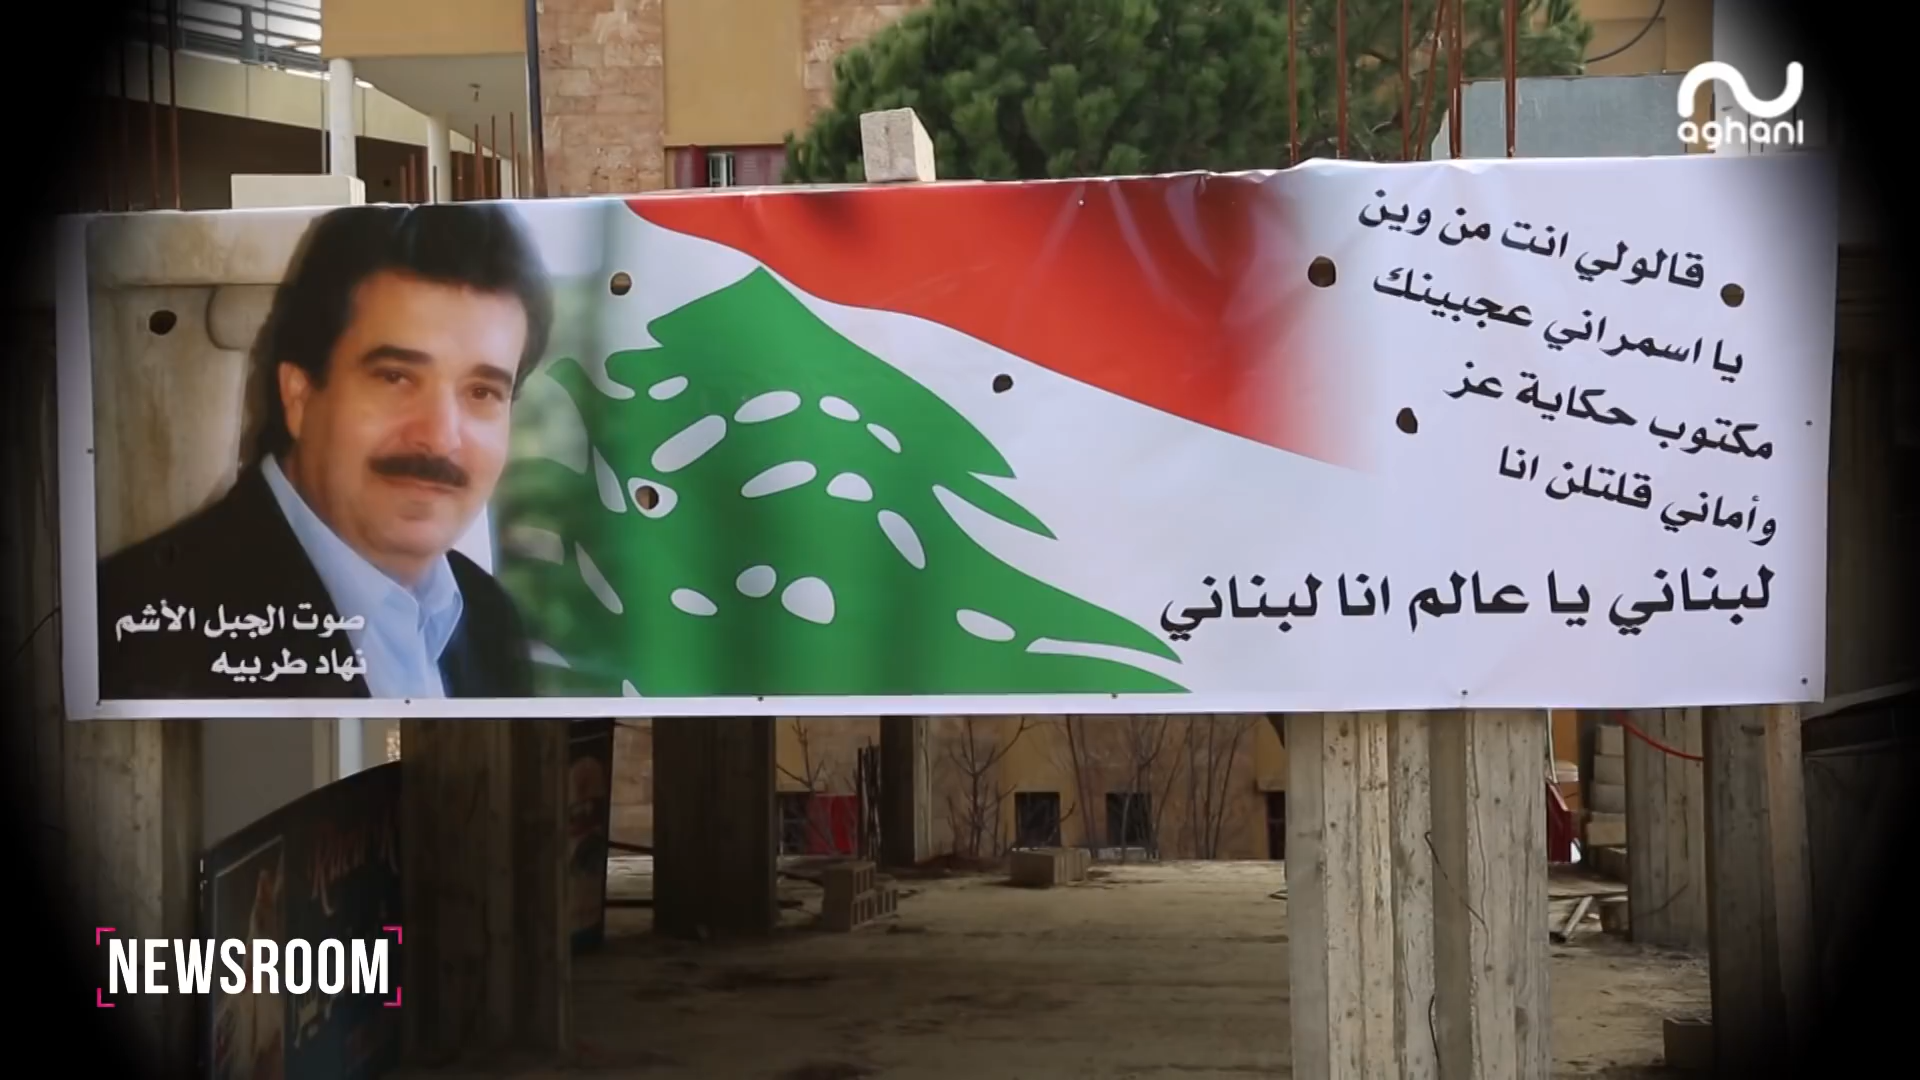 aghani
قالولي انت من وين
يا اسمراني عجبينك
مكتوب حكاية عز
وأماني قلتلن انا
لبناني يا عالم انا لبناني
صوت الجبل الأشم
نهاد طربيه
NEWSROOM